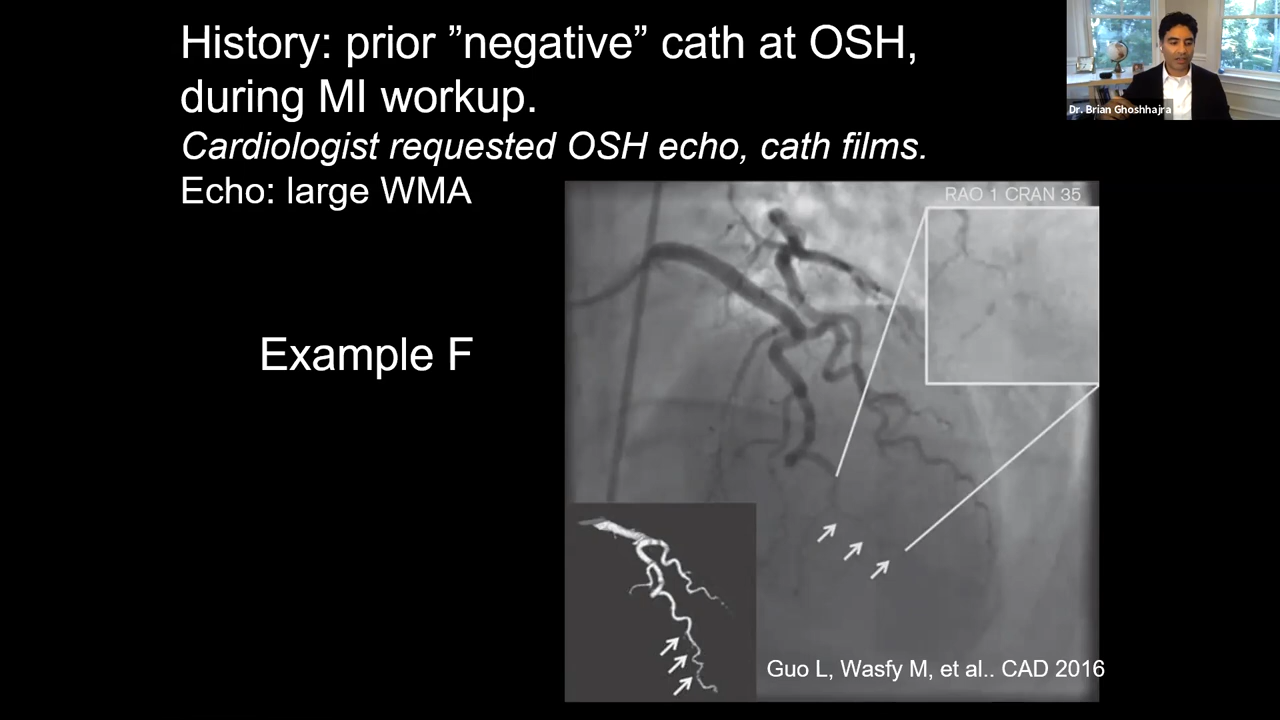 History: prior ”negative” cath at OSH,
during MI workup.
Cardiologist requested OSH echo, cath films.
Echo: large WMA
Example F
RAO 1 CRAN 35
Guo L, Wasfy M, et al.. CAD 2016
Dr. Brian Ghoshhajra